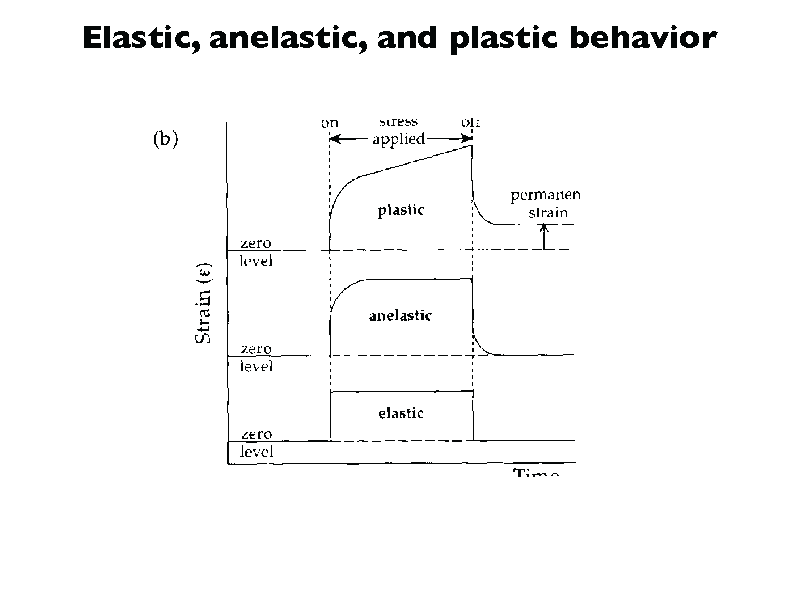 Elastic, anelastic, and plastic behavior
(b)
on stress off
applied
plastic
permanen
strain
zero
level
anelastic
zero
level
elastic
zero
level
Strain (ε)
Time